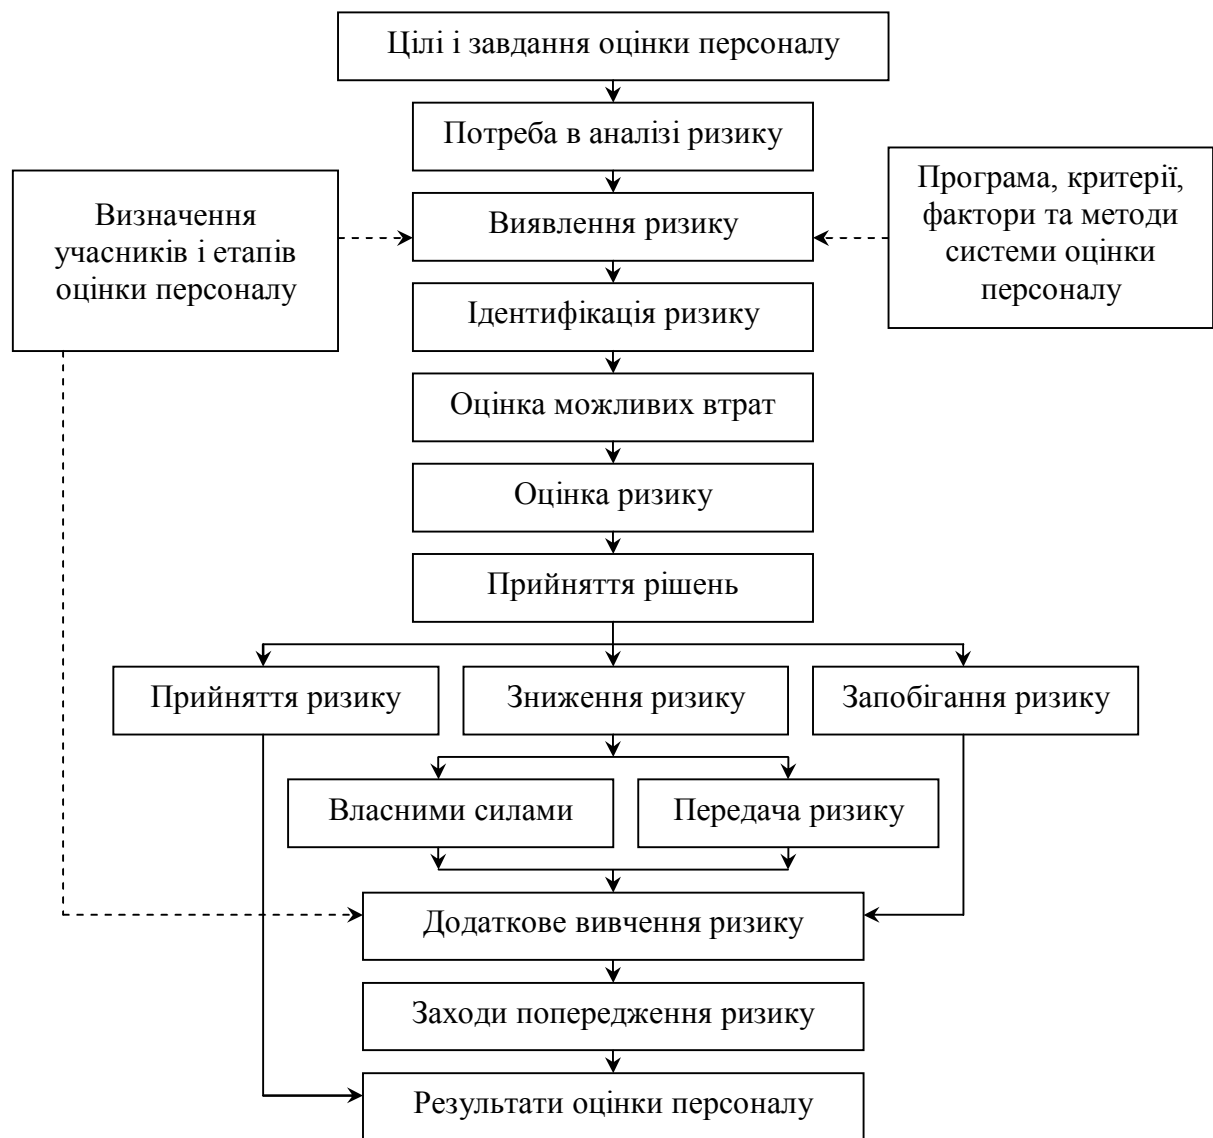 Цілі і завдання оцінки персоналу
Потреба в аналізі ризику
Визначення
учасників і етапів
оцінки персоналу
Виявлення ризику
Програма, критерії,
фактори та методи
системи оцінки
персоналу
Ідентифікація ризику
Оцінка можливих втрат
Оцінка ризику
Прийняття рішень
Прийняття ризику
Зниження ризику
Запобігання ризику
Власними силами
Передача ризику
Додаткове вивчення ризику
Заходи попередження ризику
Результати оцінки персоналу